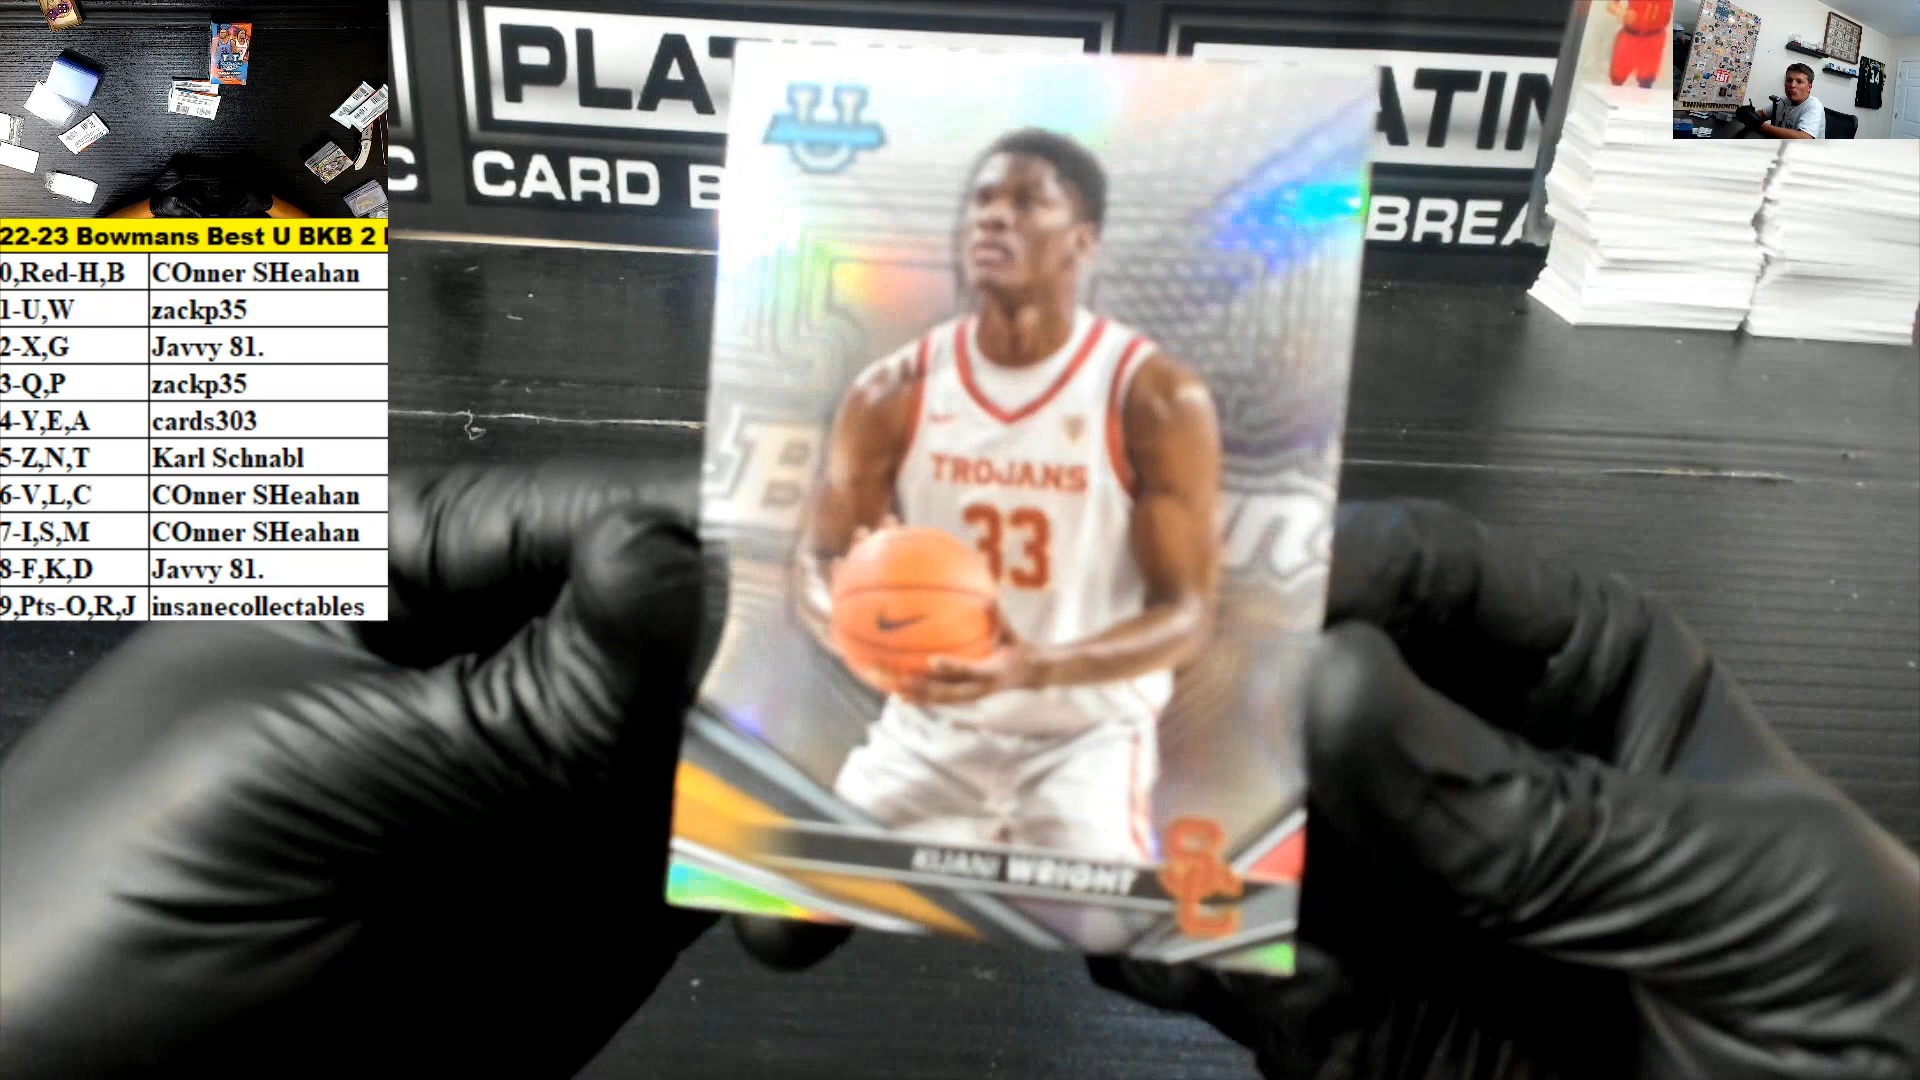 22-23 Bowmans Best U BKB 2
0,Red-H,B COnner SHeahan
1-U,W zackp35
2-X,G Javvy 81.
3-Q,P zackp35
4-Y,E,A cards303
5-Z,N,T Karl Schnabl
6-V,L,C COnner SHeahan
7-I,S,M COnner SHeahan
8-F,K,D Javvy 81.
9,Pts-O,R,J insanecollectables
PLAT
CARD B
ATIN
BREA
U
TROJANS
33
KIJANI WRIGHT
SC